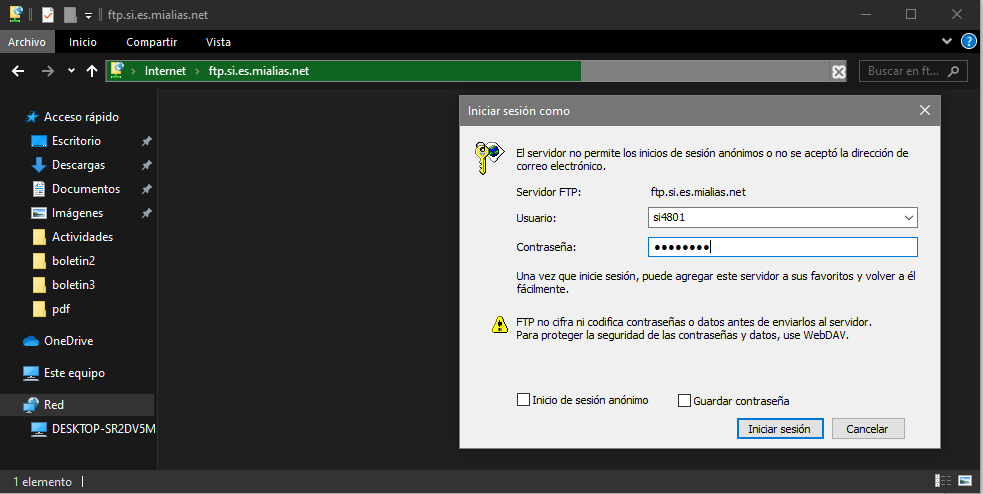 ftp.si.es.mialias.net
Archivo Inicio Compartir Vista
Internet ftp.si.es.mialias.net Buscar en ft...
Acceso rápido
Escritorio
Descargas
Documentos
Imágenes
Actividades
boletin2
boletin3
pdf
OneDrive
Este equipo
Red
DESKTOP-SR2DV5M
Iniciar sesión como
El servidor no permite los inicios de sesión anónimos o no se aceptó la dirección de
correo electrónico.
Servidor FTP: ftp.si.es.mialias.net
Usuario: si4801
Contraseña: ●●●●●●●●
Una vez que inicie sesión, puede agregar este servidor a sus favoritos y volver a él
fácilmente.
FTP no cifra ni codifica contraseñas o datos antes de enviarlos al servidor.
Para proteger la seguridad de las contraseñas y datos, use WebDAV.
Inicio de sesión anónimo Guardar contraseña
Iniciar sesión Cancelar
1 elemento